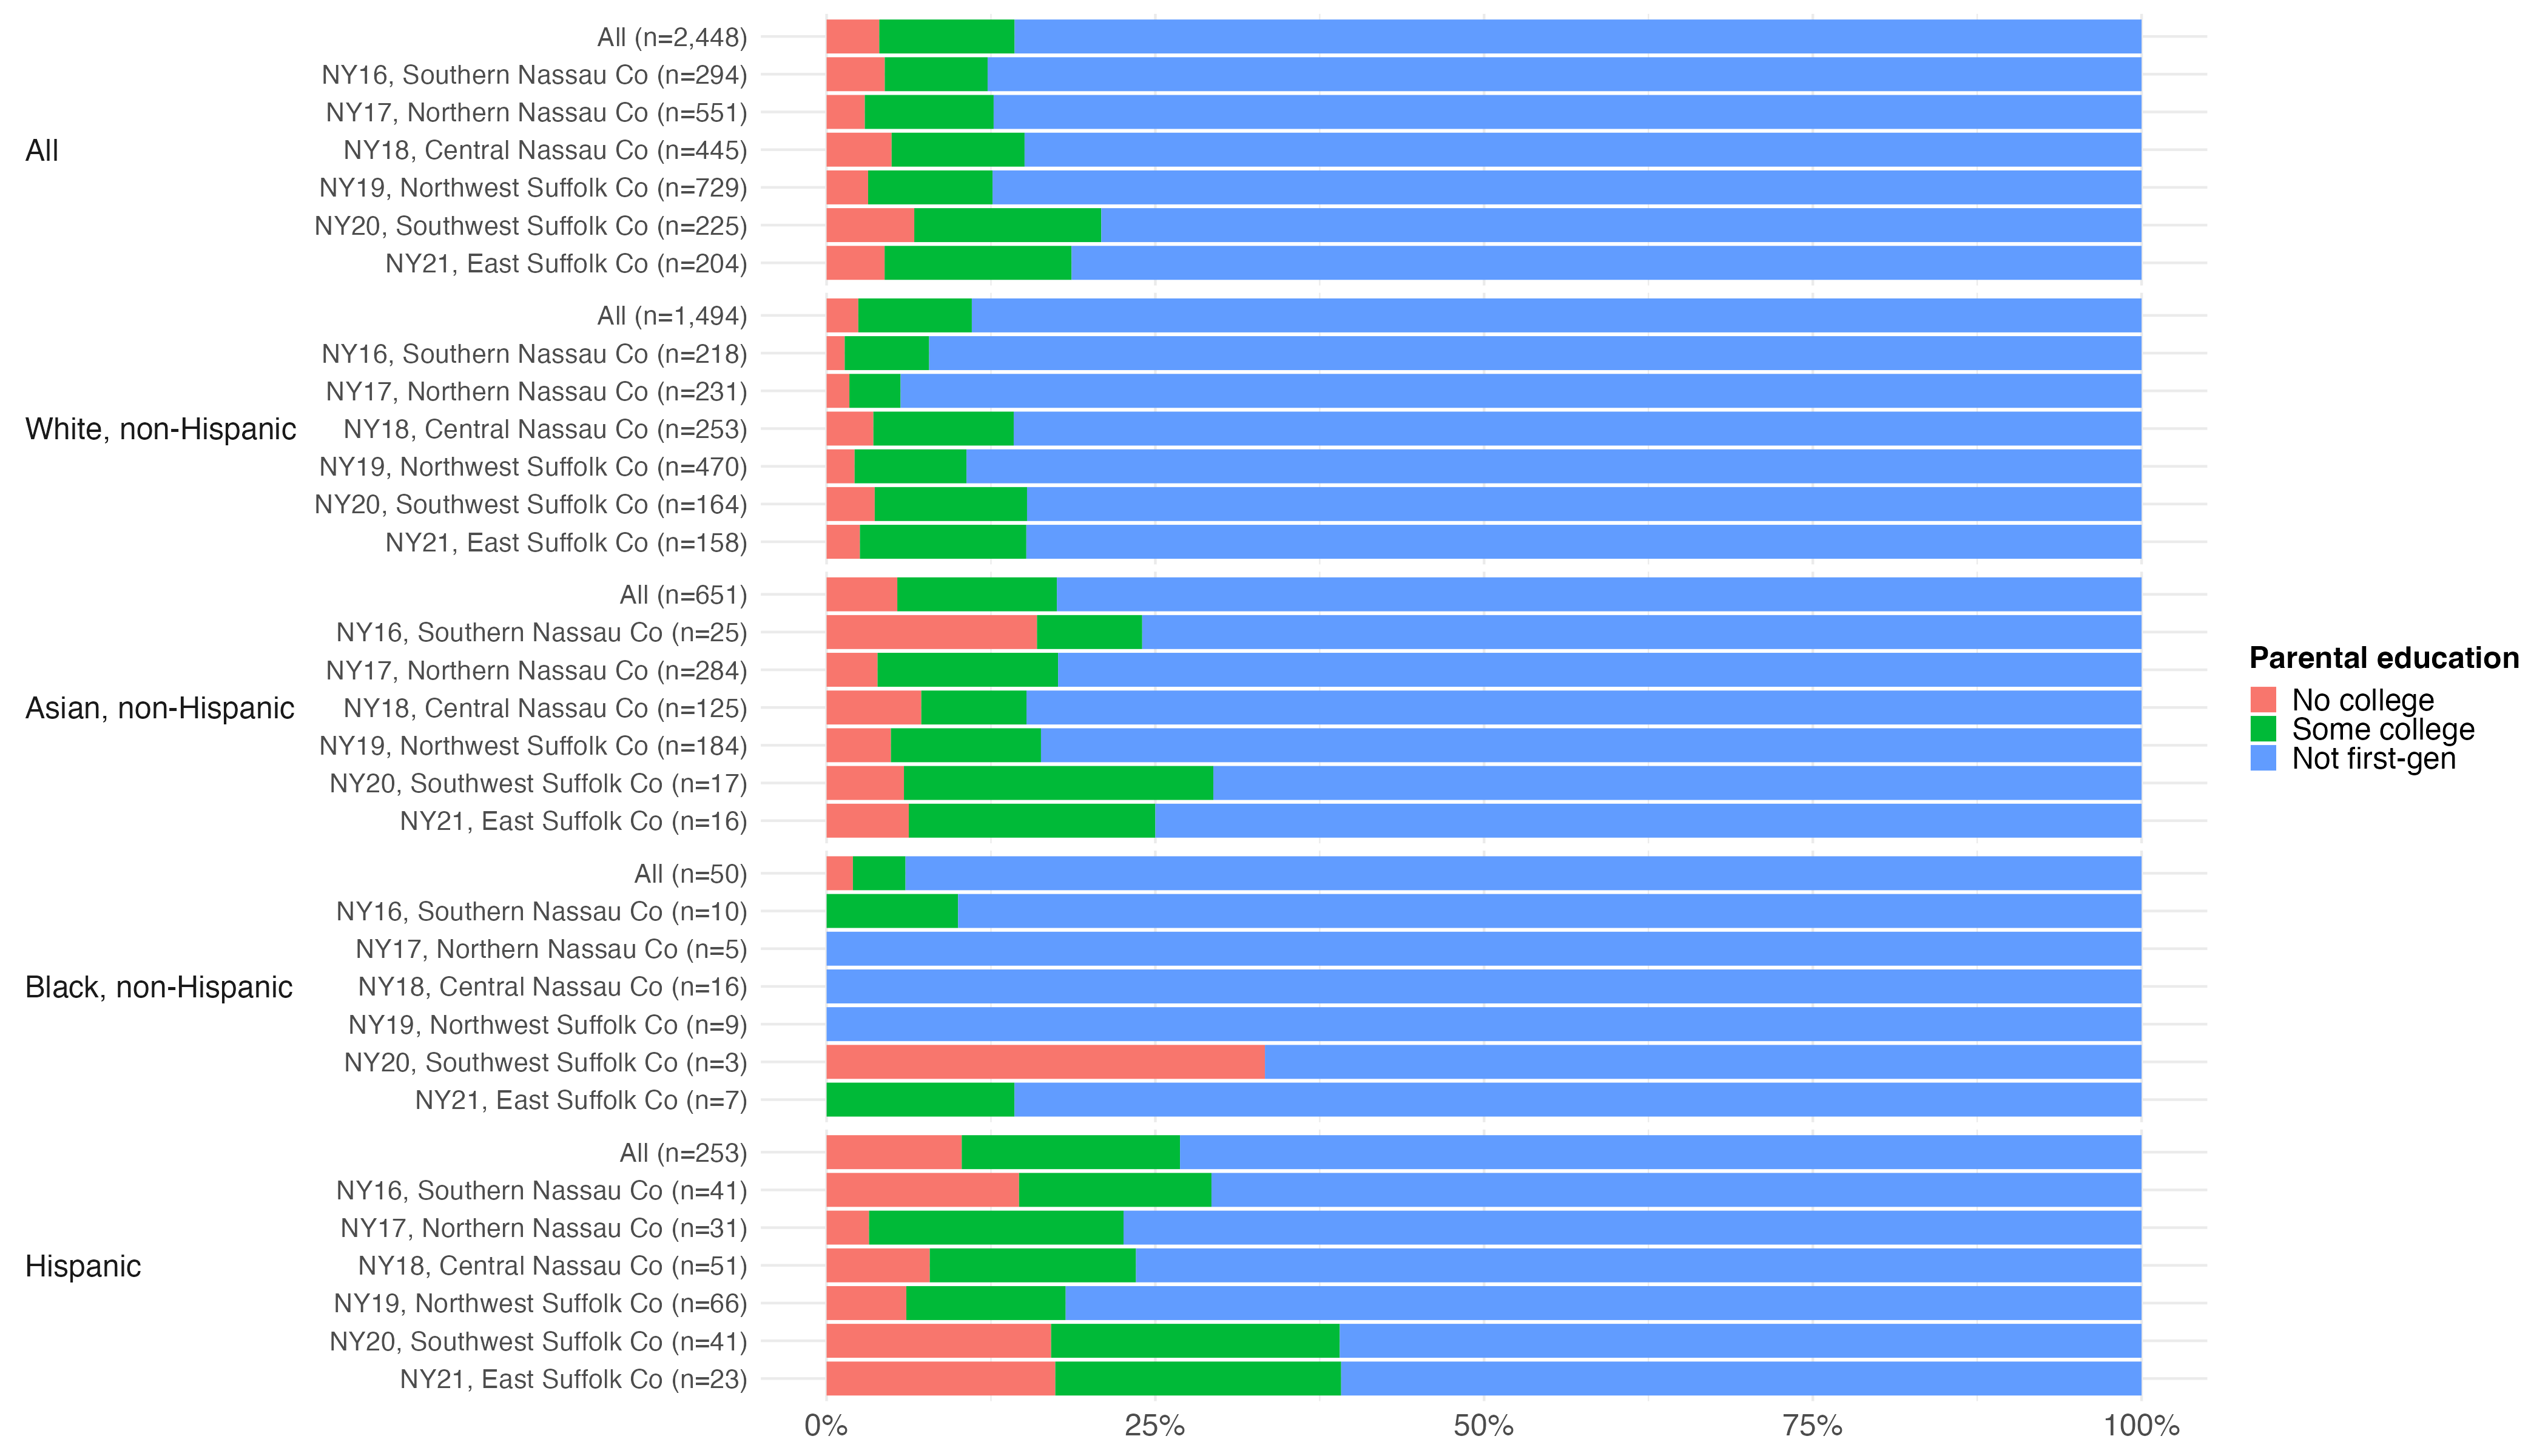 All
All (n=2,448)
NY16, Southern Nassau Co (n=294)
NY17, Northern Nassau Co (n=551)
NY18, Central Nassau Co (n=445)
NY19, Northwest Suffolk Co (n=729)
NY20, Southwest Suffolk Co (n=225)
NY21, East Suffolk Co (n=204)
White, non-Hispanic
All (n=1,494)
NY16, Southern Nassau Co (n=218)
NY17, Northern Nassau Co (n=231)
NY18, Central Nassau Co (n=253)
NY19, Northwest Suffolk Co (n=470)
NY20, Southwest Suffolk Co (n=164)
NY21, East Suffolk Co (n=158)
Asian, non-Hispanic
All (n=651)
NY16, Southern Nassau Co (n=25)
NY17, Northern Nassau Co (n=284)
NY18, Central Nassau Co (n=125)
NY19, Northwest Suffolk Co (n=184)
NY20, Southwest Suffolk Co (n=17)
NY21, East Suffolk Co (n=16)
Black, non-Hispanic
All (n=50)
NY16, Southern Nassau Co (n=10)
NY17, Northern Nassau Co (n=5)
NY18, Central Nassau Co (n=16)
NY19, Northwest Suffolk Co (n=9)
NY20, Southwest Suffolk Co (n=3)
NY21, East Suffolk Co (n=7)
Hispanic
All (n=253)
NY16, Southern Nassau Co (n=41)
NY17, Northern Nassau Co (n=31)
NY18, Central Nassau Co (n=51)
NY19, Northwest Suffolk Co (n=66)
NY20, Southwest Suffolk Co (n=41)
NY21, East Suffolk Co (n=23)
0% 25% 50% 75% 100%
Parental education
No college
Some college
Not first-gen